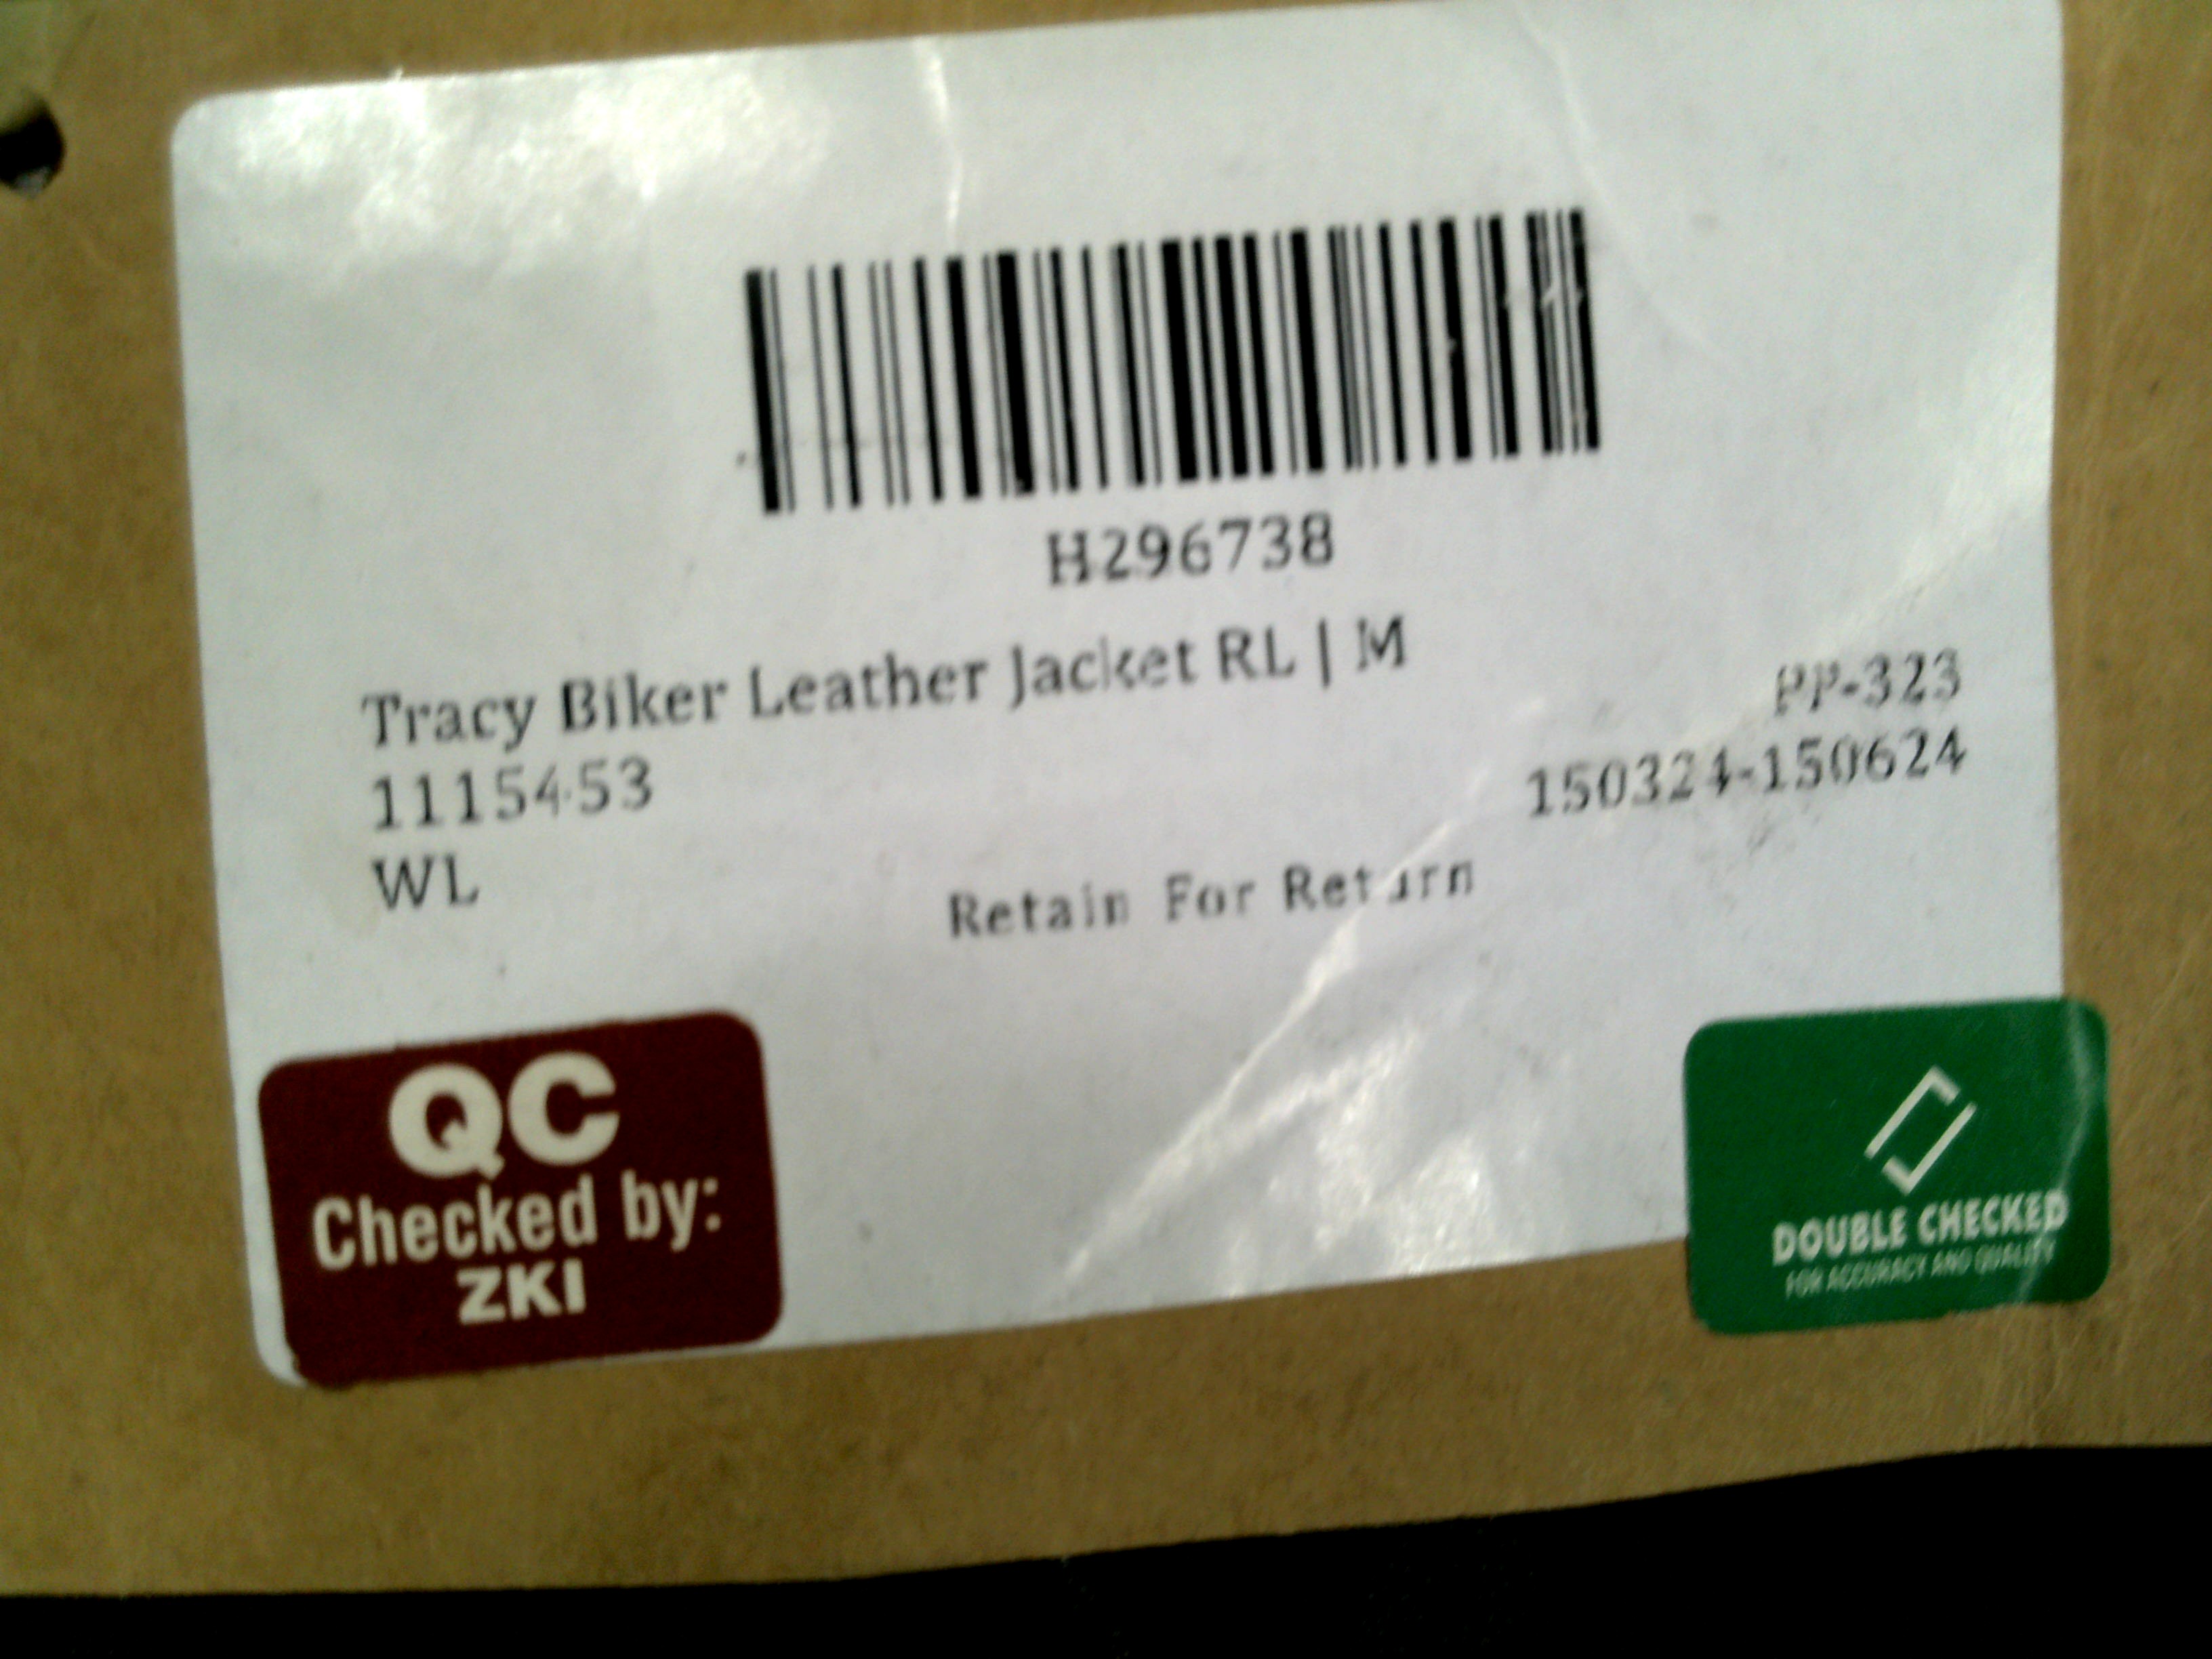 H296738
Tracy Biker Leather Jacket RL | M
PP-323
1115453
150324-150624
WL
Retain For Return
QC
Checked by:
ZKI
DOUBLE CHECKED
FOR ACCURACY AND QUALITY